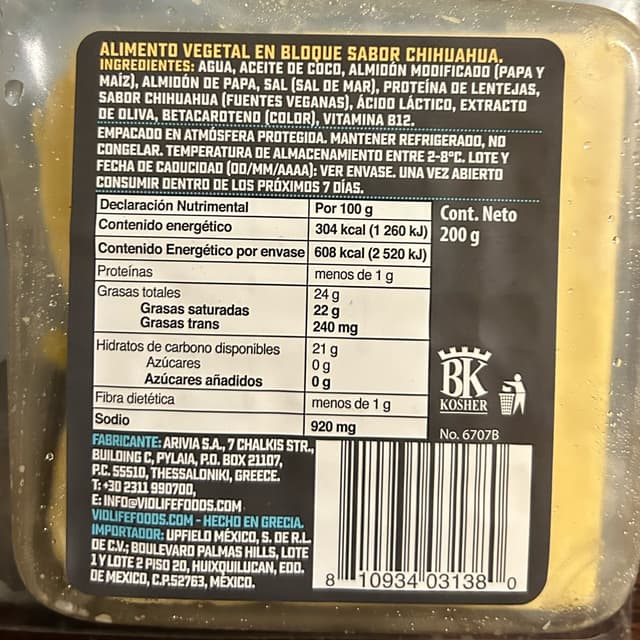 ALIMENTO VEGETAL EN BLOQUE SABOR CHIHUAHUA.
INGREDIENTES: AGUA, ACEITE DE COCO, ALMIDÓN MODIFICADO (PAPA Y
MAÍZ), ALMIDÓN DE PAPA, SAL (SAL DE MAR), PROTEÍNA DE LENTEJAS,
SABOR CHIHUAHUA (FUENTES VEGANAS), ÁCIDO LÁCTICO, EXTRACTO
DE OLIVA, BETACAROTENO (COLOR), VITAMINA B12.
EMPACADO EN ATMÓSFERA PROTEGIDA. MANTENER REFRIGERADO, NO
CONGELAR. TEMPERATURA DE ALMACENAMIENTO ENTRE 2-8°C. LOTE Y
FECHA DE CADUCIDAD (DD/MM/AAAA): VER ENVASE. UNA VEZ ABIERTO
CONSUMIR DENTRO DE LOS PRÓXIMOS 7 DÍAS.
Declaración Nutrimental Por 100 g
Contenido energético 304 kcal (1 260 kJ)
Contenido Energético por envase 608 kcal (2 520 kJ)
Proteínas menos de 1 g
Grasas totales 24 g
Grasas saturadas 22 g
Grasas trans 240 mg
Hidratos de carbono disponibles 21 g
Azúcares 0 g
Azúcares añadidos 0 g
Fibra dietética menos de 1 g
Sodio 920 mg
Cont. Neto
200 g
BK
KOSHER
No. 6707B
FABRICANTE: ARIVIA S.A., 7 CHALKIS STR.,
BUILDING C, PYLAIA, P.O. BOX 21107,
P.C. 55510, THESSALONIKI, GREECE.
T: +30 2311 990700,
E: INFO@VIOLIFEFOODS.COM
VIOLIFEFOODS.COM - HECHO EN GRECIA.
IMPORTADOR: UPFIELD MÉXICO, S. DE R.L.
DE C.V.; BOULEVARD PALMAS HILLS, LOTE
1 Y LOTE 2 PISO 20, HUIXQUILUCAN, EDO.
DE MEXICO, C.P.52763, MÉXICO.
8 10934 03138 0